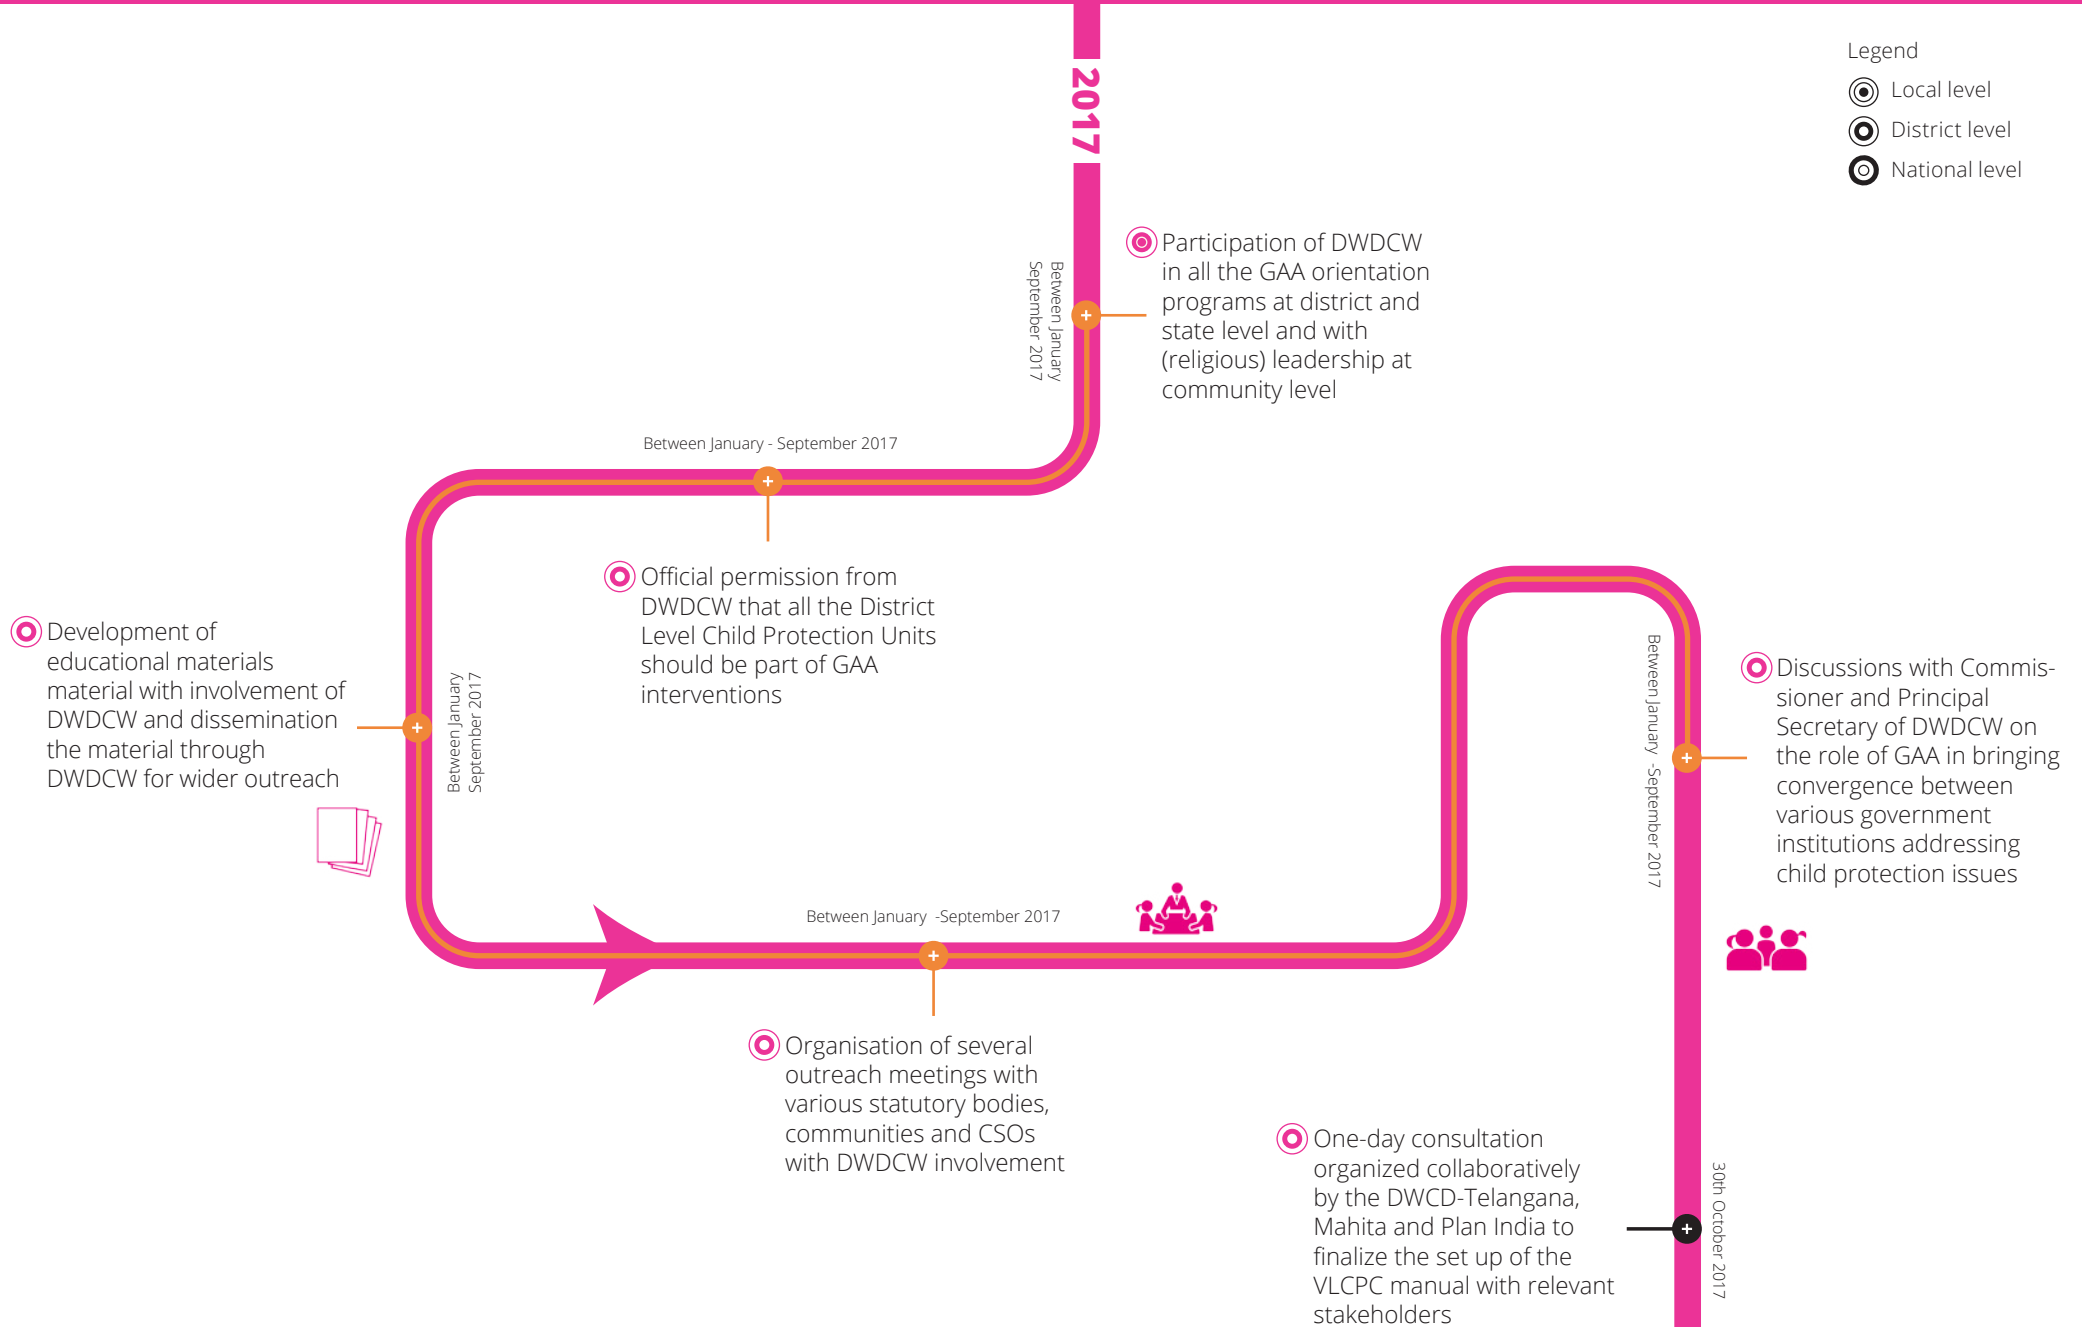 2017
Legend
Local level
District level
National level
Between January
September 2017
Participation of DWDCW
in all the GAA orientation
programs at district and
state level and with
(religious) leadership at
community level
Between January - September 2017
Official permission from
DWDCW that all the District
Level Child Protection Units
should be part of GAA
interventions
Development of
educational materials
material with involvement of
DWDCW and dissemination
the material through
DWDCW for wider outreach
Between January
September 2017
Between January -September 2017
Organisation of several
outreach meetings with
various statutory bodies,
communities and CSOs
with DWDCW involvement
Between January -September 2017
Discussions with Commis-
sioner and Principal
Secretary of DWDCW on
the role of GAA in bringing
convergence between
various government
institutions addressing
child protection issues
One-day consultation
organized collaboratively
by the DWCD-Telangana,
Mahita and Plan India to
finalize the set up of the
VLCPC manual with relevant
stakeholders
30th October 2017